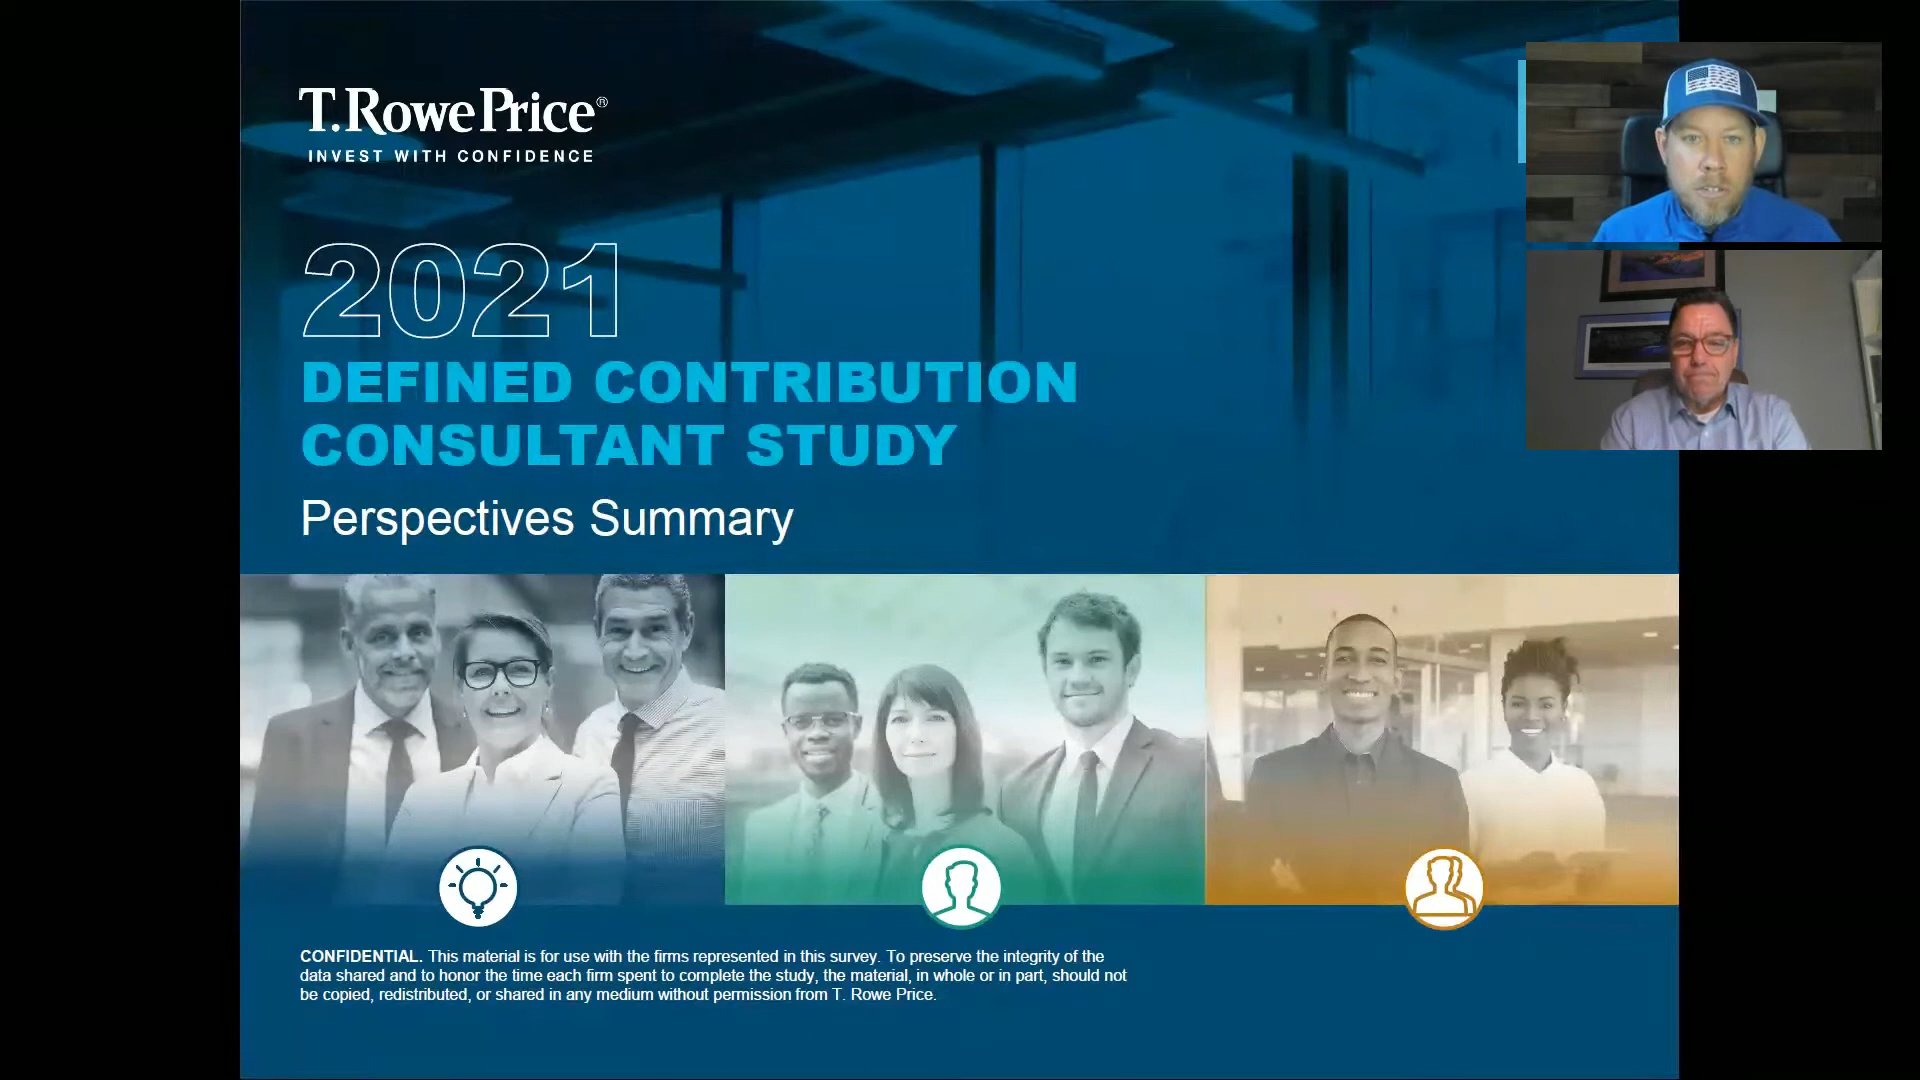 T.RowePrice®
INVEST WITH CONFIDENCE
2021
DEFINED CONTRIBUTION
CONSULTANT STUDY
Perspectives Summary
CONFIDENTIAL. This material is for use with the firms represented in this survey. To preserve the integrity of the
data shared and to honor the time each firm spent to complete the study, the material, in whole or in part, should not
be copied, redistributed, or shared in any medium without permission from T. Rowe Price.